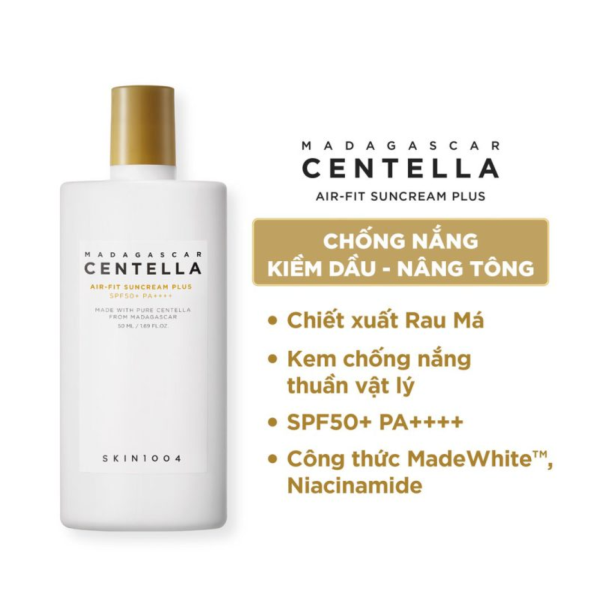 MADAGASCAR
CENTELLA
AIR-FIT SUNCREAM PLUS
SPF50+ PA++++
MADE WITH PURE CENTELLA
FROM MADAGASCAR
50 ML / 1.69 FL.OZ
SKIN1004
MADAGASCAR
CENTELLA
AIR-FIT SUNCREAM PLUS
CHỐNG NẮNG
KIỀM DẦU - NÂNG TÔNG
• Chiết xuất Rau Má
• Kem chống nắng
thuần vật lý
• SPF50+ PA++++
• Công thức MadeWhite™,
Niacinamide